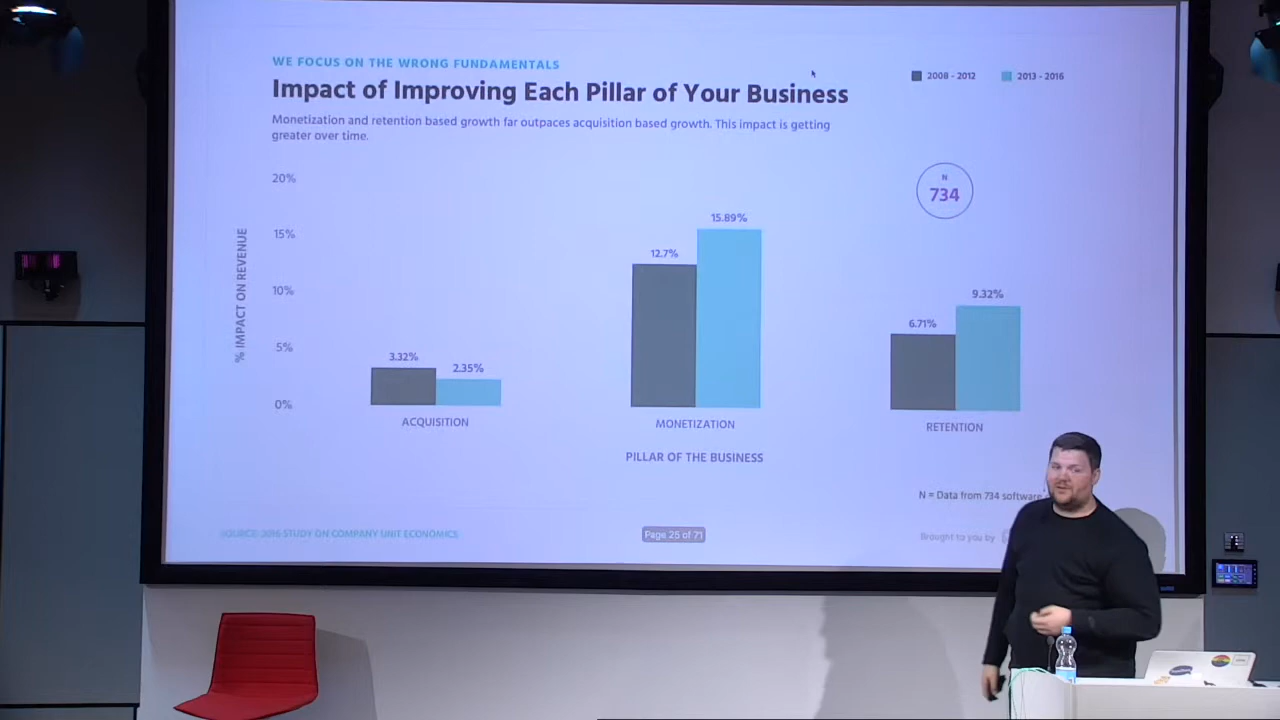 WE FOCUS ON THE WRONG FUNDAMENTALS
Impact of Improving Each Pillar of Your Business
Monetization and retention based growth far outpaces acquisition based growth. This impact is getting
greater over time.
2008 - 2012
2013 - 2016
N
734
% IMPACT ON REVENUE
20%
15%
10%
5%
0%
3.32%
2.35%
12.7%
15.89%
6.71%
9.32%
ACQUISITION
MONETIZATION
RETENTION
PILLAR OF THE BUSINESS
N = Data from 734 software
SOURCE: 2016 STUDY ON COMPANY UNIT ECONOMICS
Page 25 of 71
Brought to you by